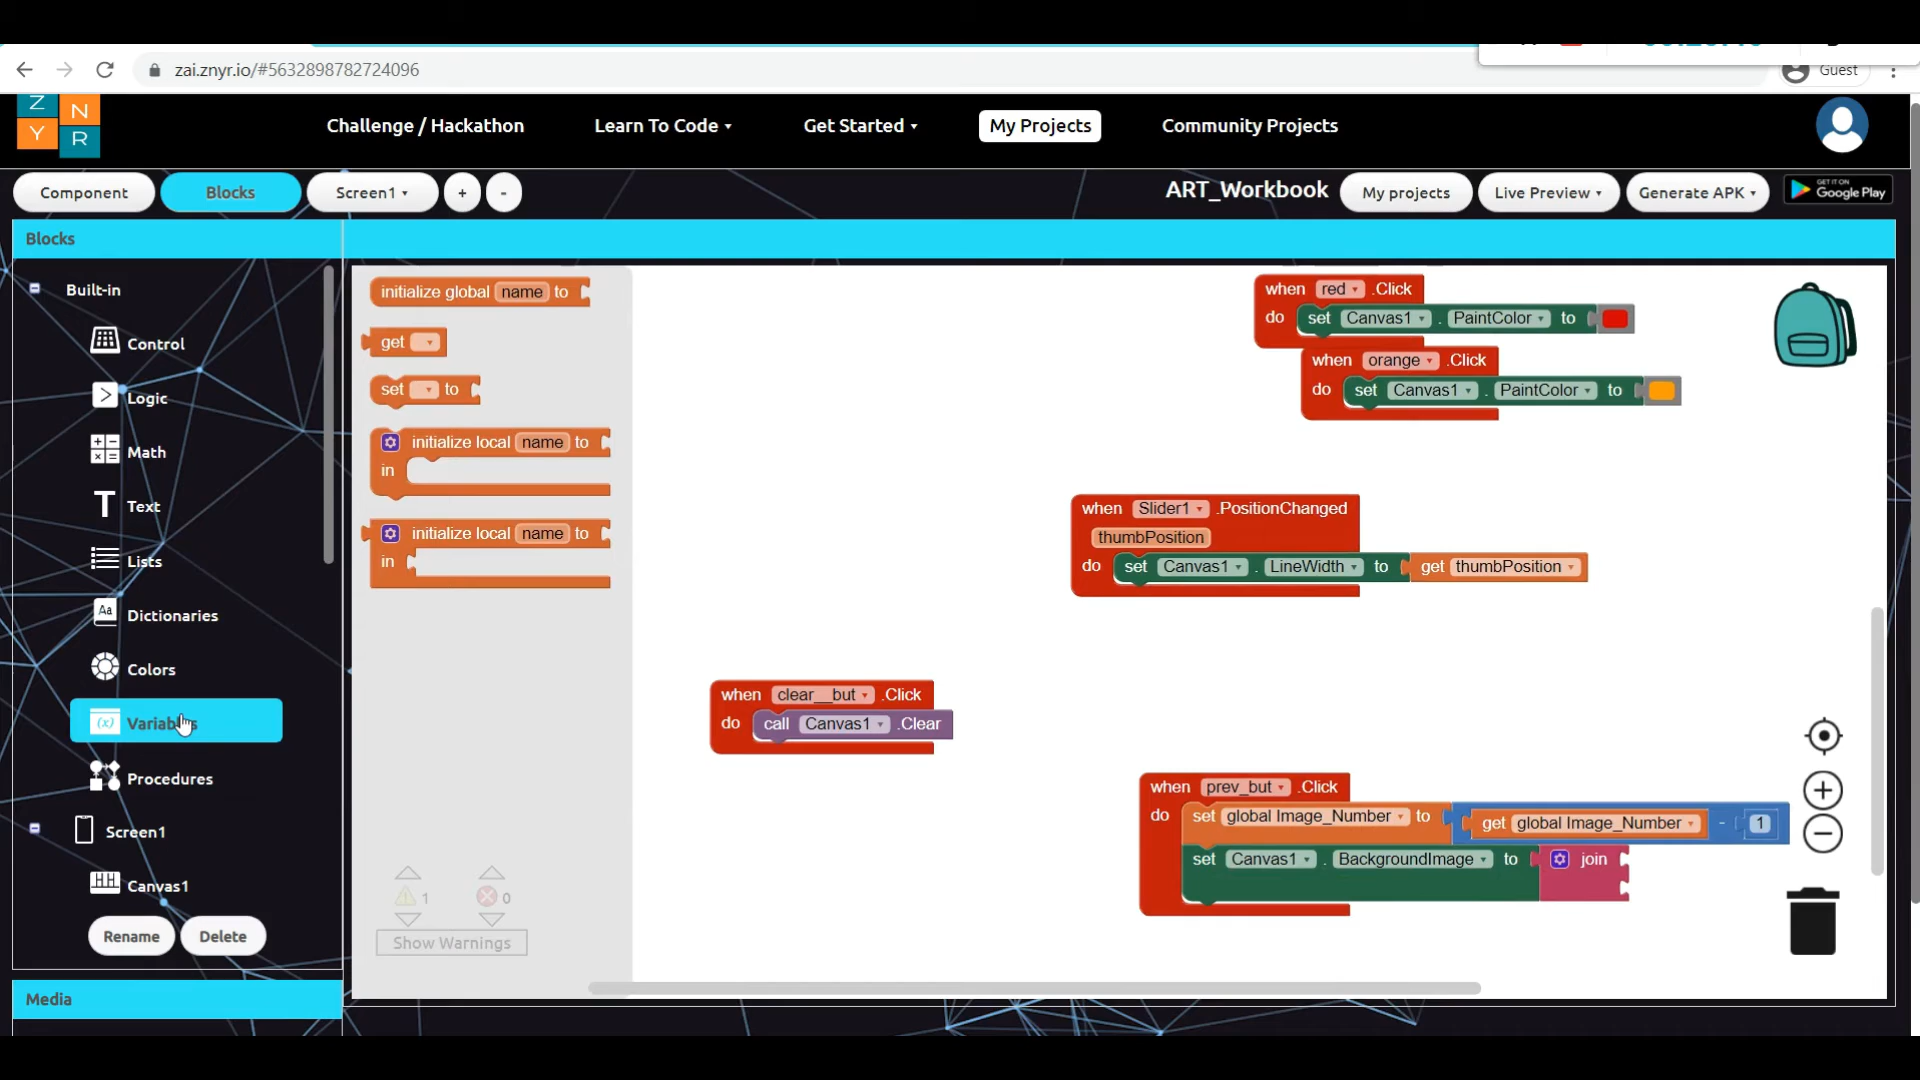 zai.znyr.io/#5632898782724096
Guest
Z N
Y R
Challenge / Hackathon
Learn To Code
Get Started
My Projects
Community Projects
Component
Blocks
Screen1
+
-
ART_Workbook
My projects
Live Preview
Generate APK
GET IT ON
Google Play
Blocks
Built-in
Control
Logic
Math
Text
Lists
Dictionaries
Colors
Procedures
Screen1
Canvas1
Rename
Delete
Media
initialize global name to
get
set to
initialize local name to
in
initialize local name to
in
1
0
Show Warnings
when red .Click
do set Canvas1 . PaintColor to
when orange .Click
do set Canvas1 . PaintColor to
when Slider1 .PositionChanged
thumbPosition
do set Canvas1 . LineWidth to get thumbPosition
when clear__but .Click
do call Canvas1 .Clear
when prev_but .Click
do set global Image_Number to get global Image_Number - 1
set Canvas1 . BackgroundImage to join